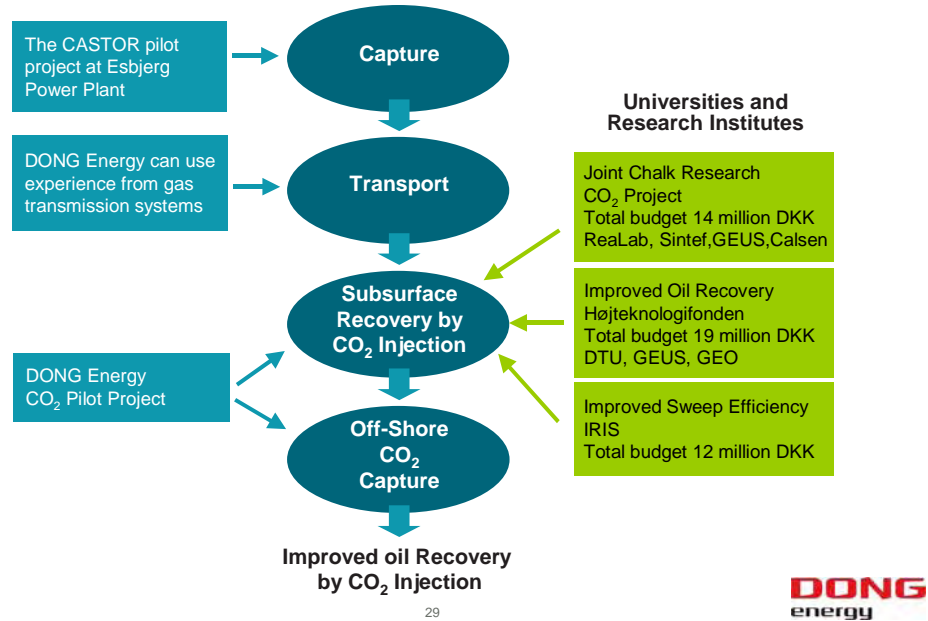 The CASTOR pilot
project at Esbjerg
Power Plant
Capture
DONG Energy can use
experience from gas
transmission systems
Transport
Universities and
Research Institutes
Joint Chalk Research
CO₂ Project
Total budget 14 million DKK
ReaLab, Sintef,GEUS,Calsen
Subsurface
Recovery by
CO₂ Injection
Improved Oil Recovery
Højteknologifonden
Total budget 19 million DKK
DTU, GEUS, GEO
DONG Energy
CO₂ Pilot Project
Improved Sweep Efficiency
IRIS
Total budget 12 million DKK
Off-Shore
CO₂
Capture
Improved oil Recovery
by CO₂ Injection
29
DONG
energy